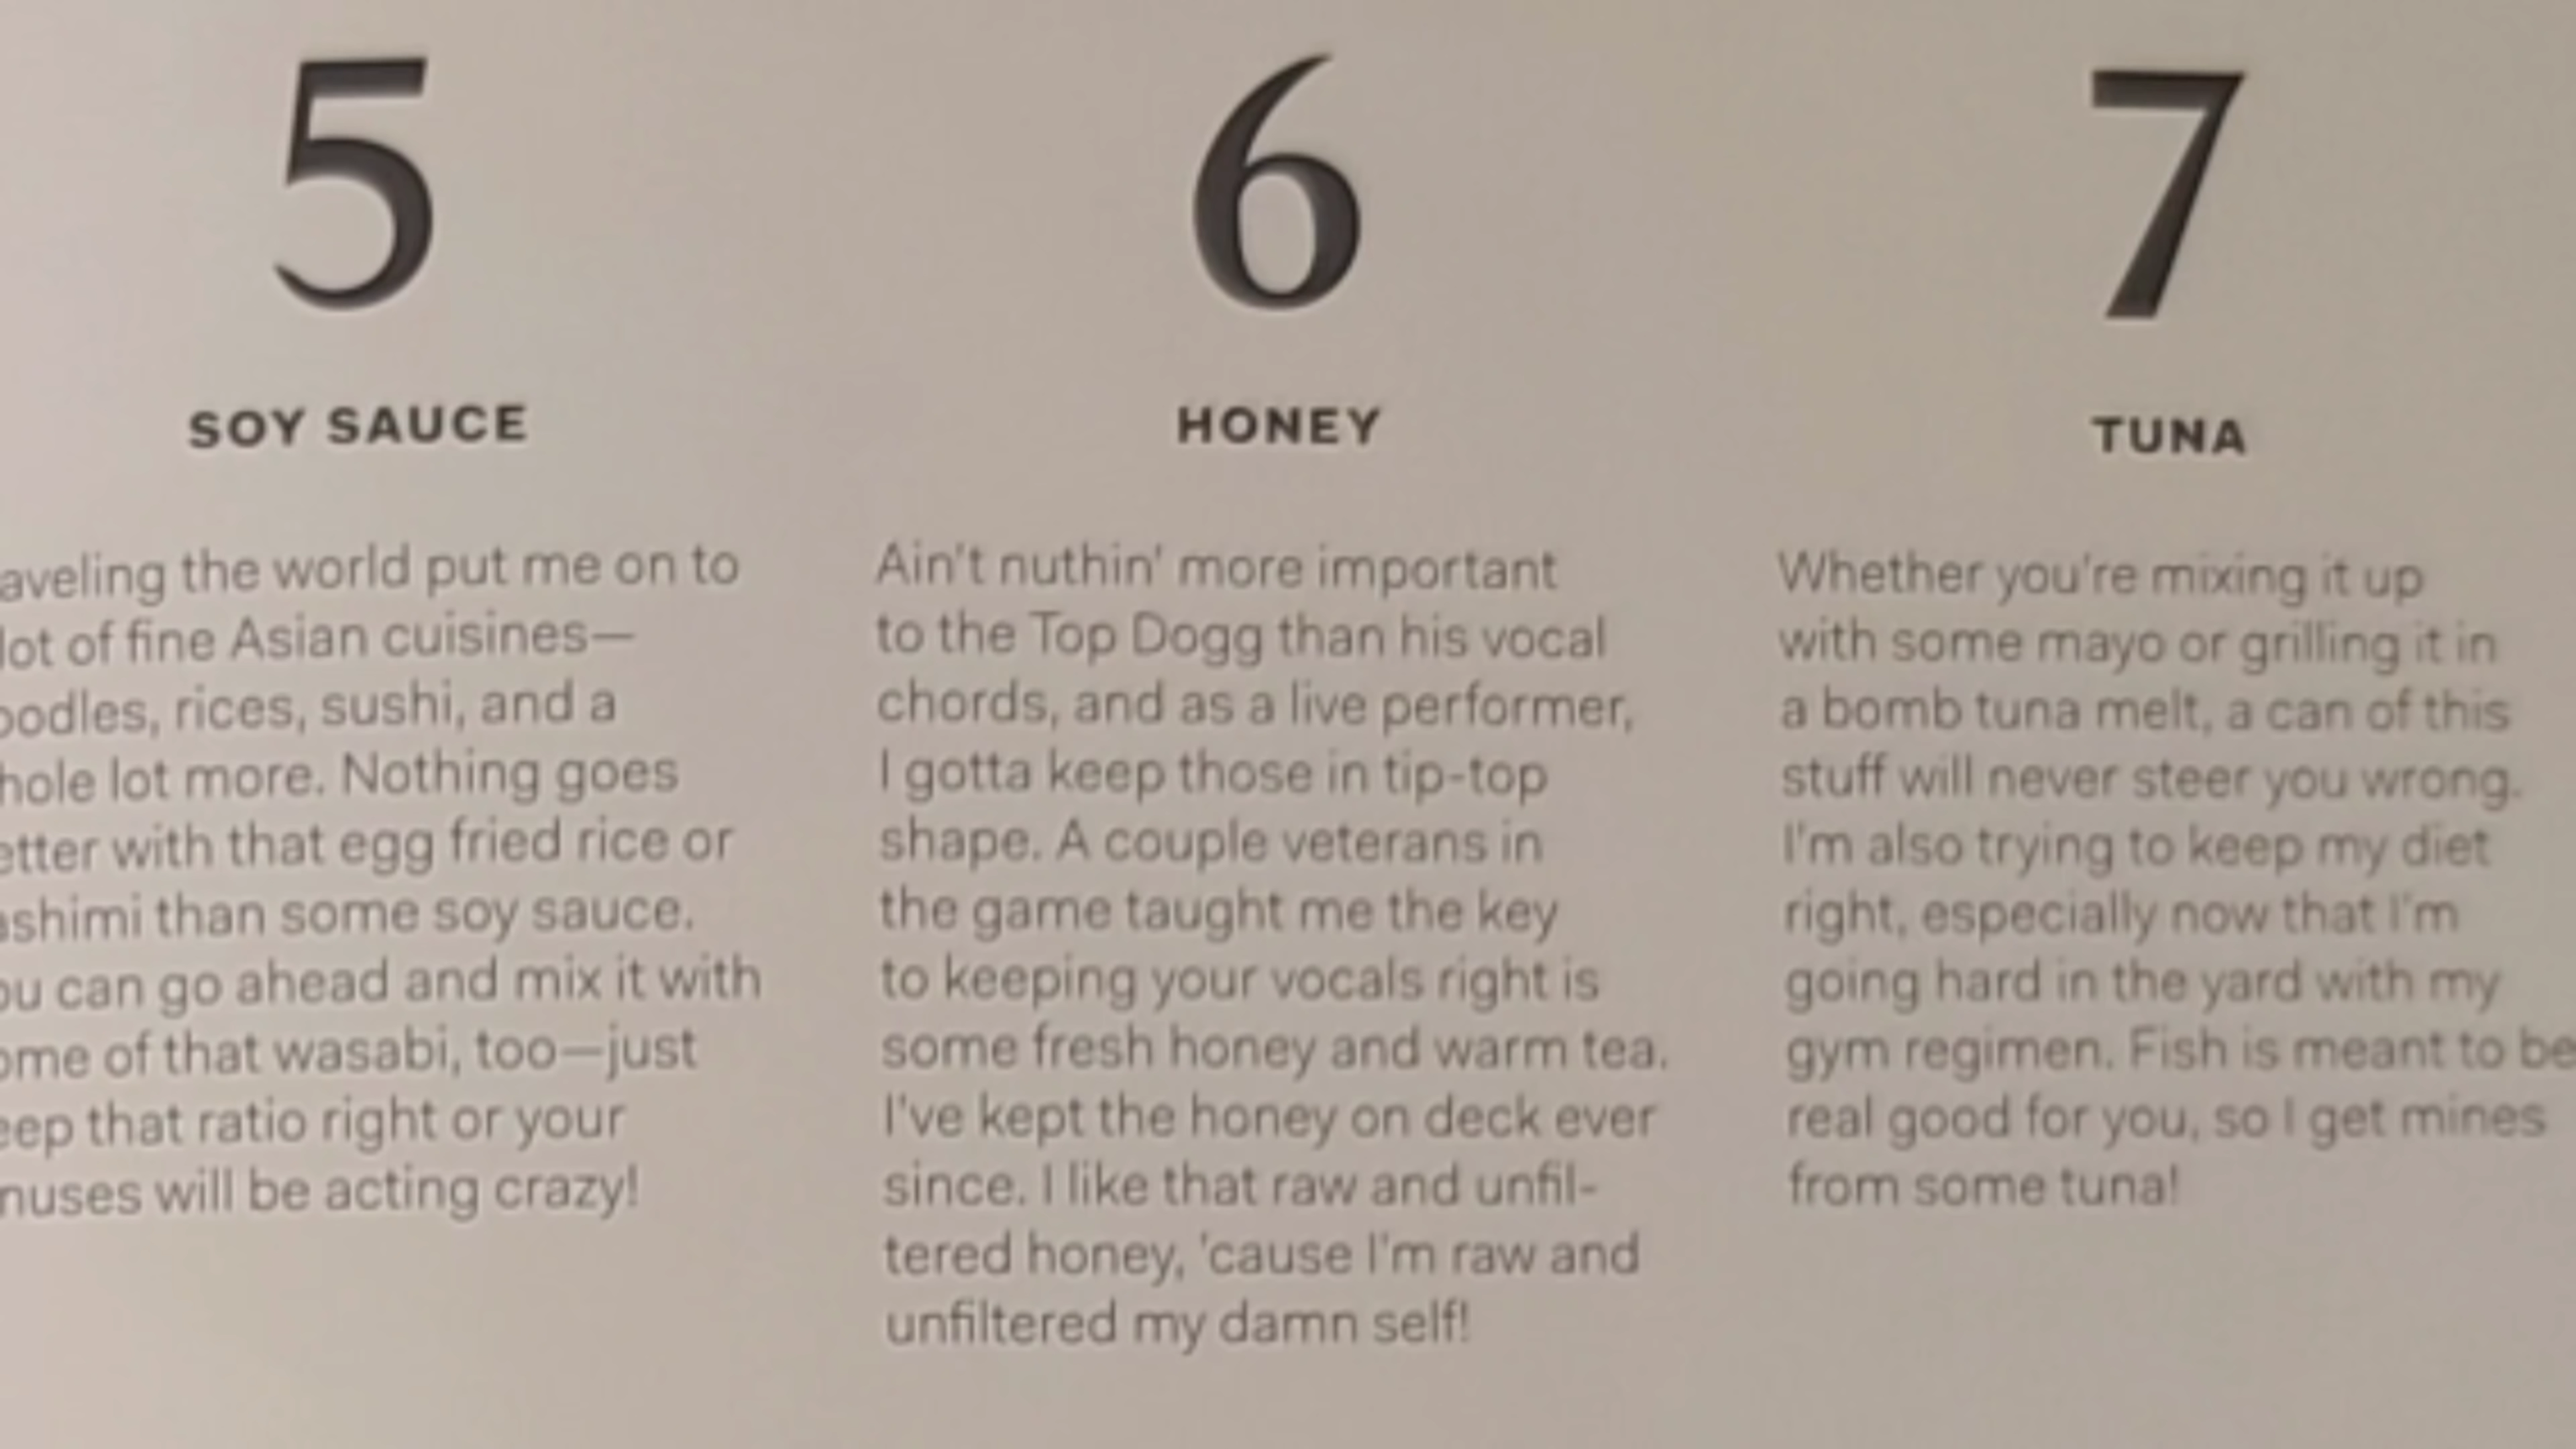 5
SOY SAUCE
aveling the world put me on to
lot of fine Asian cuisines—
oodles, rices, sushi, and a
hole lot more. Nothing goes
etter with that egg fried rice or
ashimi than some soy sauce.
ou can go ahead and mix it with
ome of that wasabi, too—just
eep that ratio right or your
nuses will be acting crazy!
6
HONEY
Ain't nuthin' more important
to the Top Dogg than his vocal
chords, and as a live performer,
I gotta keep those in tip-top
shape. A couple veterans in
the game taught me the key
to keeping your vocals right is
some fresh honey and warm tea.
I've kept the honey on deck ever
since. I like that raw and unfil-
tered honey, 'cause I'm raw and
unfiltered my damn self!
7
TUNA
Whether you're mixing it up
with some mayo or grilling it in
a bomb tuna melt, a can of this
stuff will never steer you wrong.
I'm also trying to keep my diet
right, especially now that I'm
going hard in the yard with my
gym regimen. Fish is meant to be
real good for you, so I get mines
from some tuna!